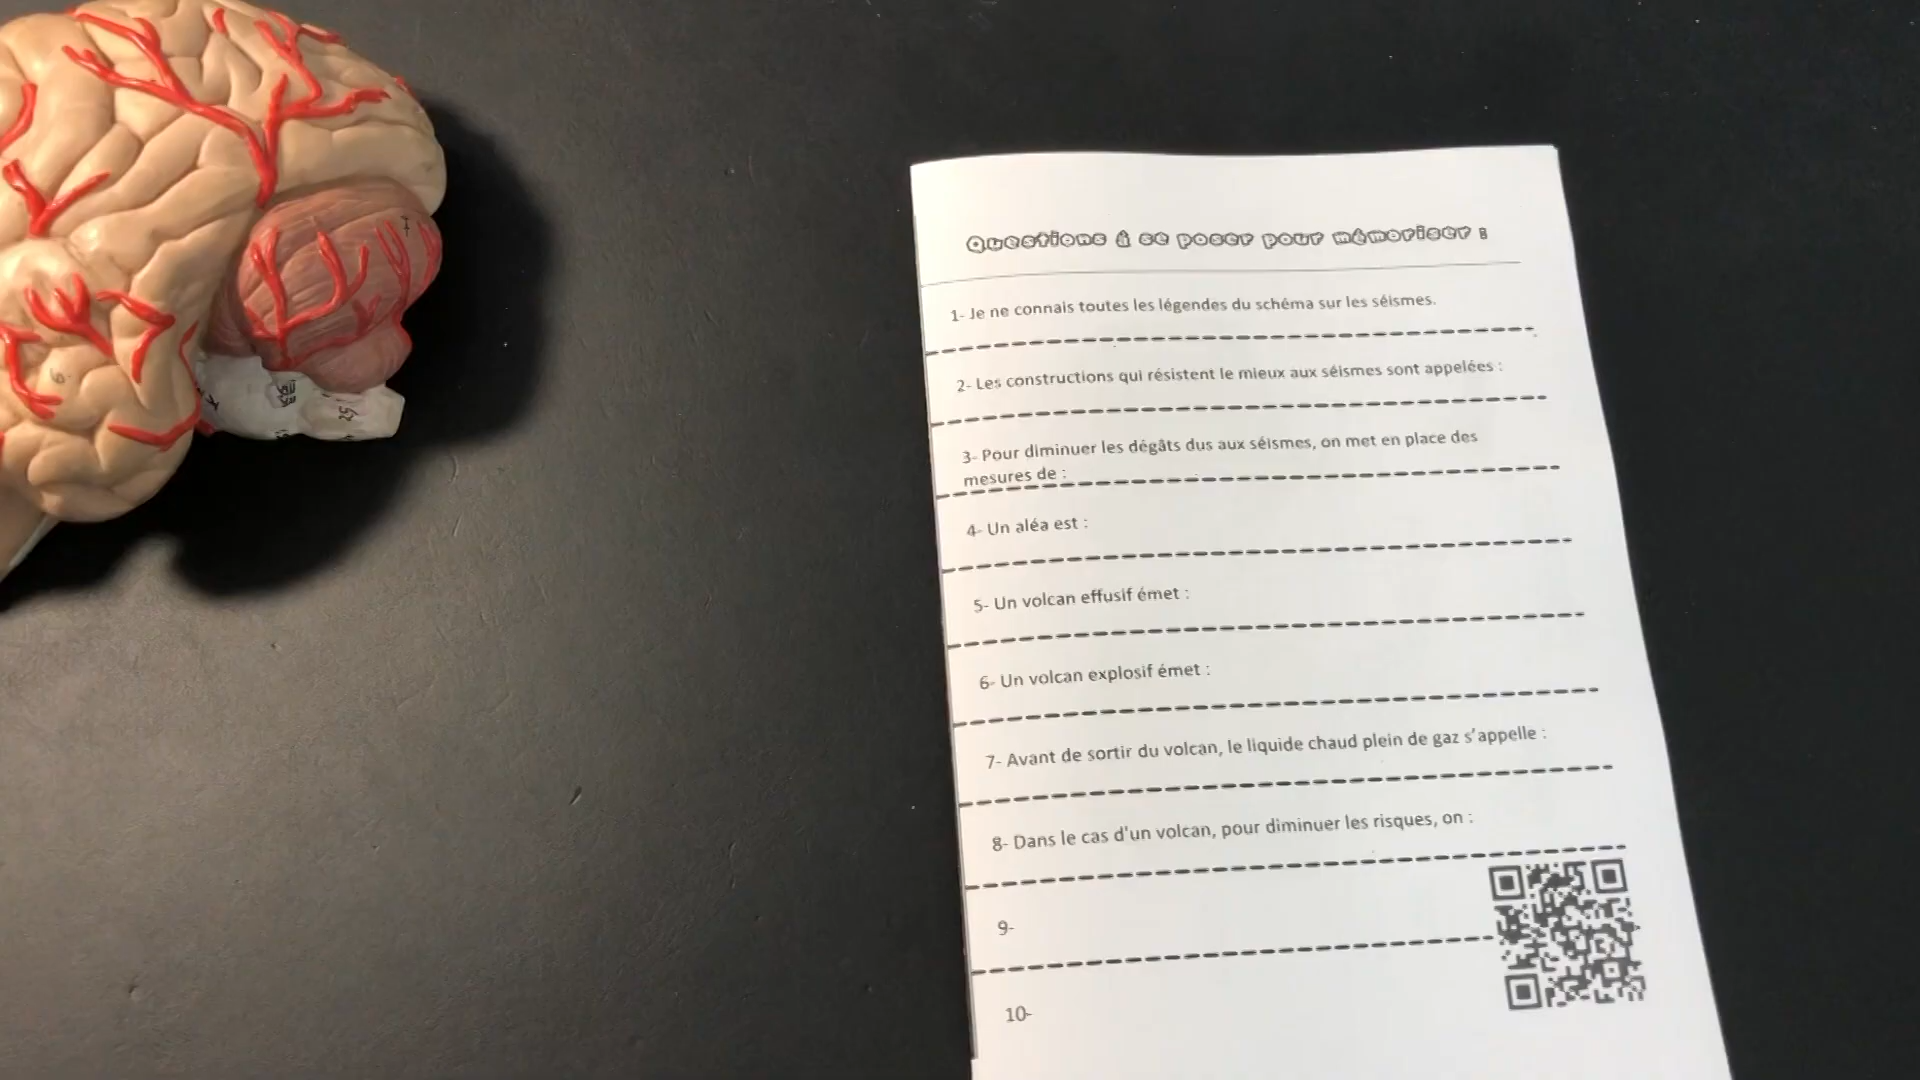 Questions à se poser pour mémoriser :
1- Je ne connais toutes les légendes du schéma sur les séismes.
2- Les constructions qui résistent le mieux aux séismes sont appelées :
3- Pour diminuer les dégâts dus aux séismes, on met en place des
mesures de :
4- Un aléa est :
5- Un volcan effusif émet :
6- Un volcan explosif émet :
7- Avant de sortir du volcan, le liquide chaud plein de gaz s'appelle :
8- Dans le cas d'un volcan, pour diminuer les risques, on :
9-
10-